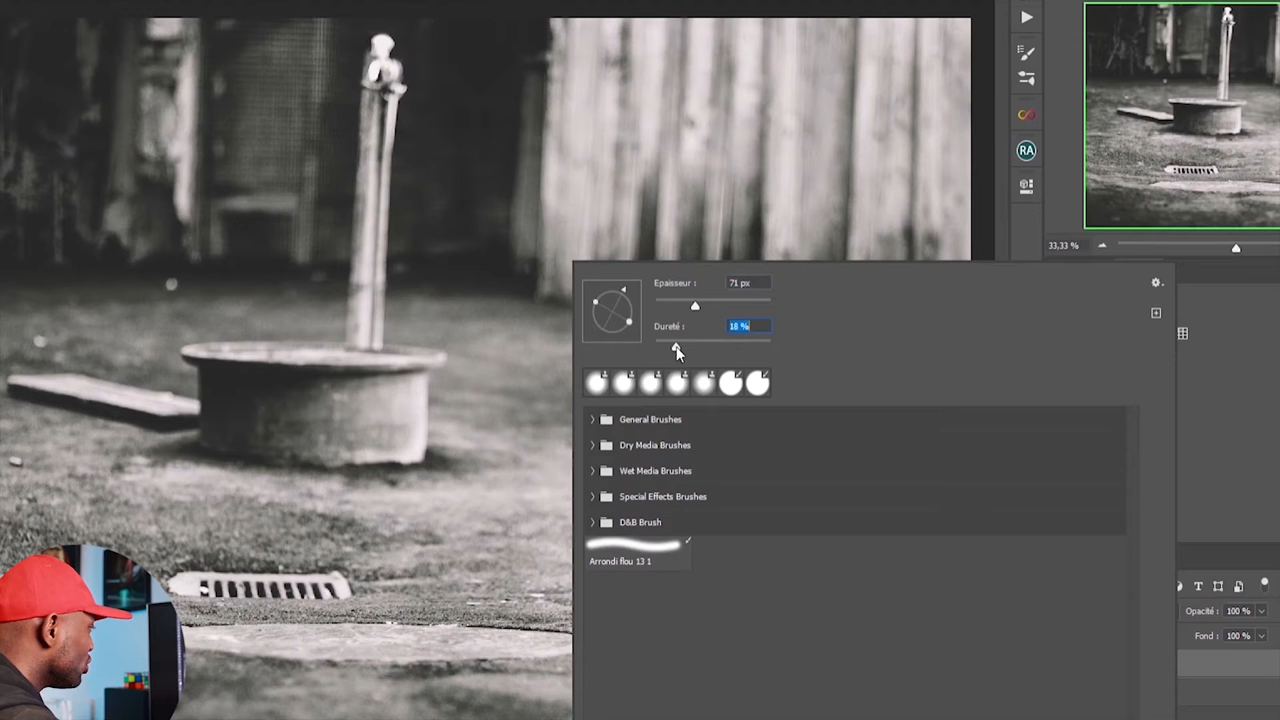 RA
33,33 %
Epaisseur :
71 px
Dureté :
18 %
General Brushes
Dry Media Brushes
Wet Media Brushes
Special Effects Brushes
D&B Brush
Arrondi flou 13 1
T
Opacité : 100 %
Fond : 100 %